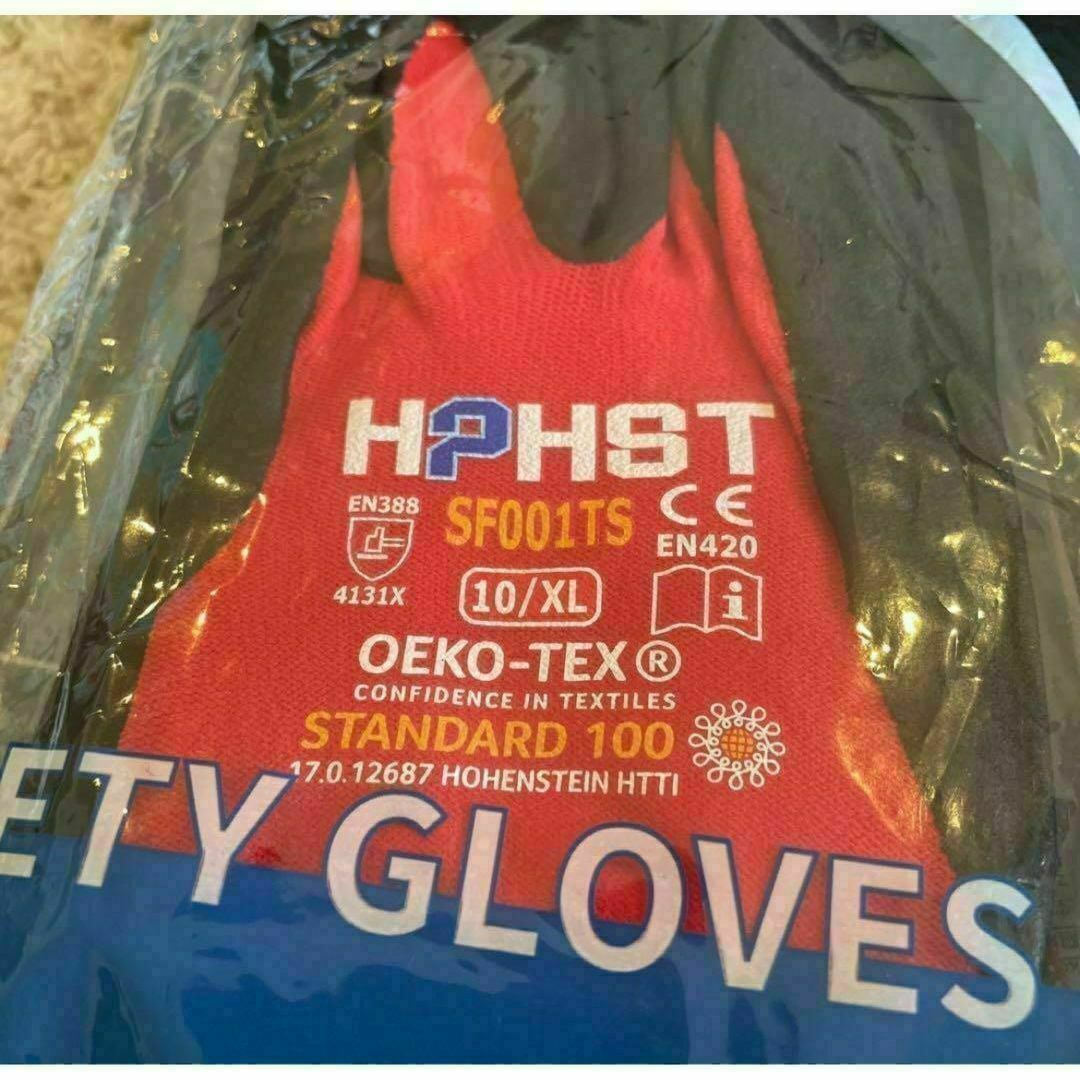 HPHST
EN388
SF001TS
CE
EN420
4131X
10/XL
i
OEKO-TEX®
CONFIDENCE IN TEXTILES
STANDARD 100
17.0.12687 HOHENSTEIN HTTI
ETY GLOVES